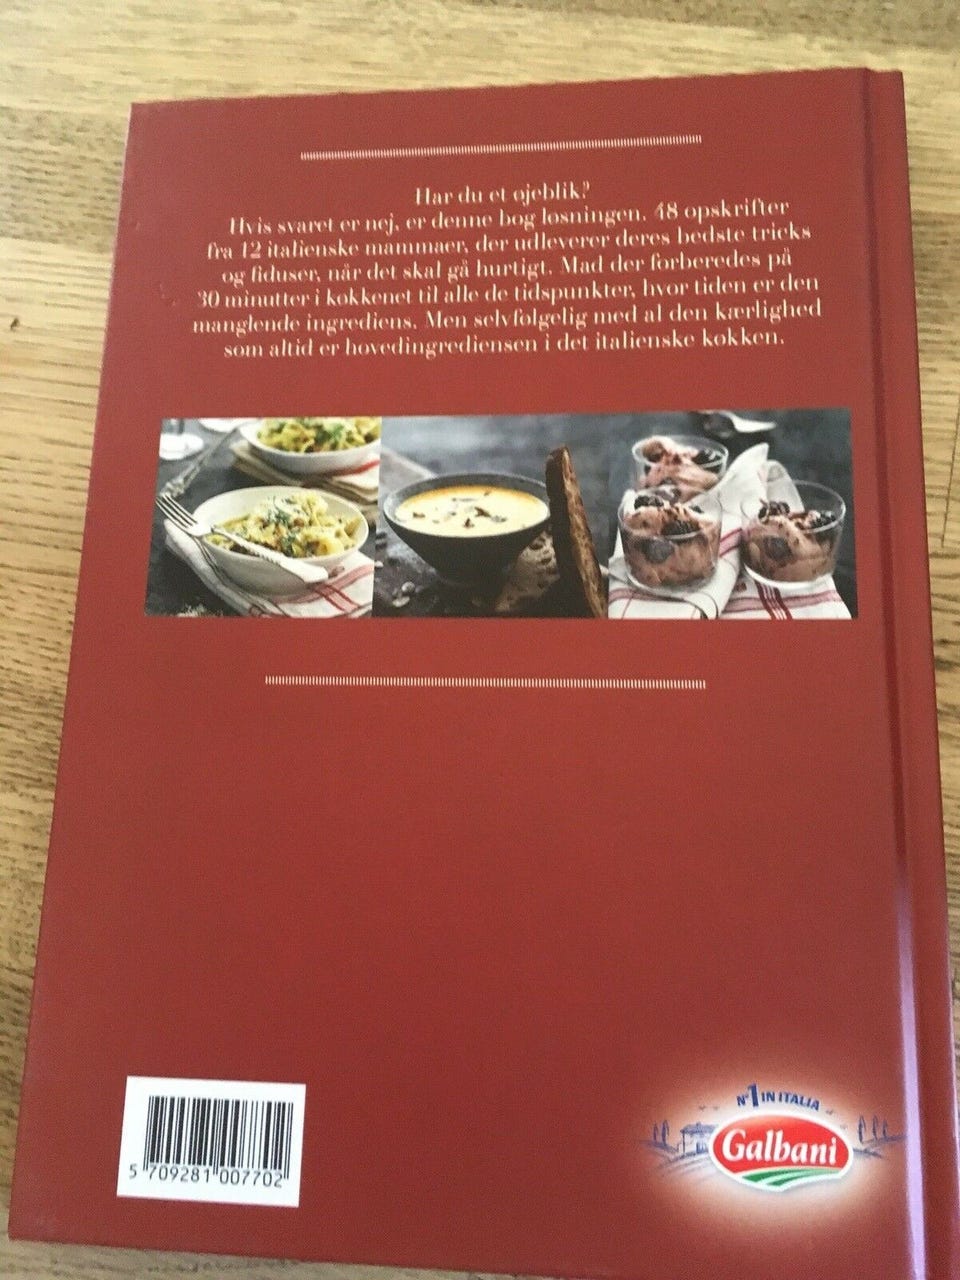 Har du et øjeblik?
Hvis svaret er nej, er denne bog løsningen. 48 opskrifter
fra 12 italienske mammaer, der udleverer deres bedste tricks
og fiduser, når det skal gå hurtigt. Mad der forberedes på
30 minutter i køkkenet til alle de tidspunkter, hvor tiden er den
manglende ingrediens. Men selvfølgelig med al den kærlighed
som altid er hovedingrediensen i det italienske køkken.
N°1 IN ITALIA
Galbani
5 709281 007702